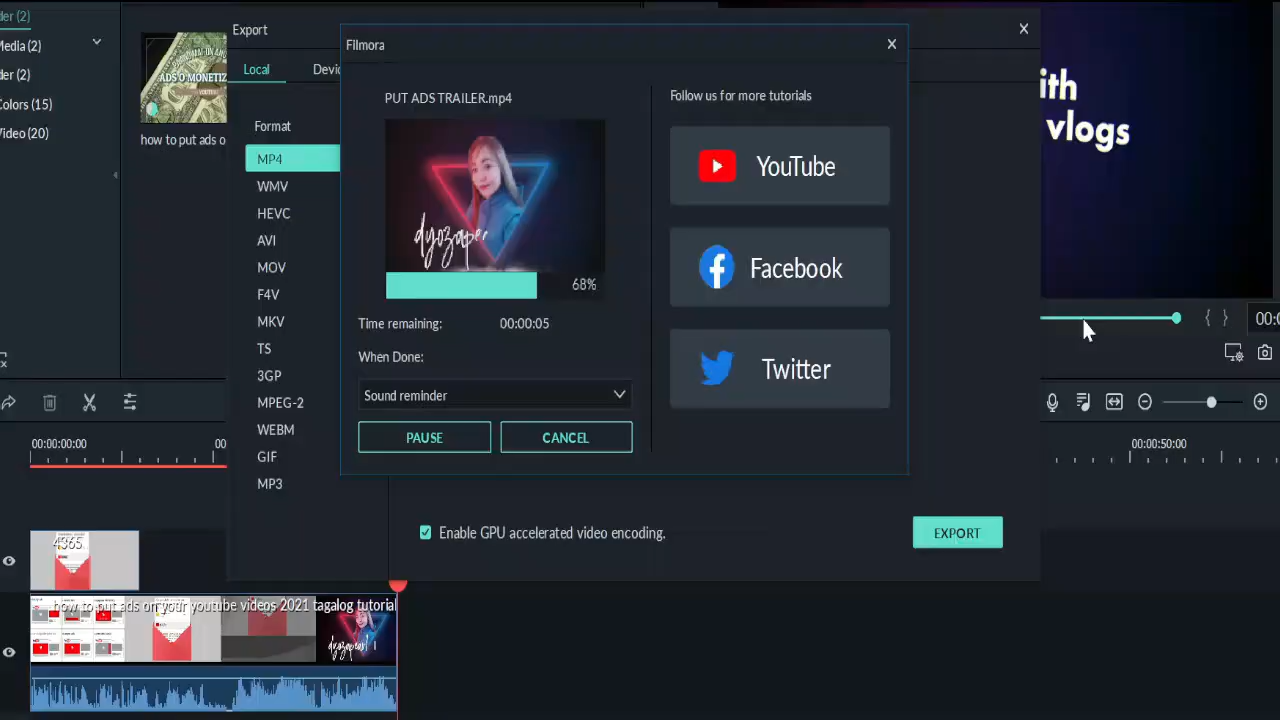 der (2)
Media (2)
der (2)
Colors (15)
Video (20)
ADS O MONETIZ
how to put ads o
Export
Local
Devic
Format
MP4
WMV
HEVC
AVI
MOV
F4V
MKV
TS
3GP
MPEG-2
WEBM
GIF
MP3
Filmora
PUT ADS TRAILER.mp4
68%
Time remaining: 00:00:05
When Done:
Sound reminder
PAUSE CANCEL
Follow us for more tutorials
YouTube
Facebook
Twitter
Enable GPU accelerated video encoding.
EXPORT
ith
vlogs
00:0
00:00:00:00
00
00:00:50:00
4365
how to put ads on your youtube videos 2021 tagalog tutorial